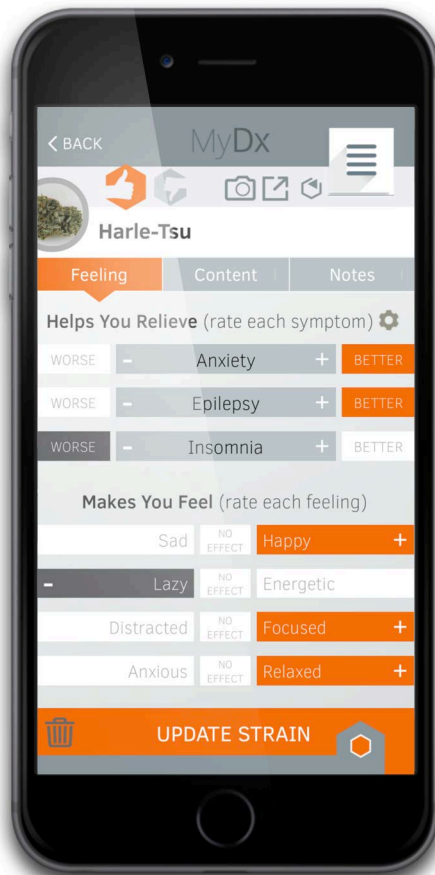 < BACK MyDx
Harle-Tsu
Feeling Content Notes
Helps You Relieve (rate each symptom)
WORSE - Anxiety + BETTER
WORSE - Epilepsy + BETTER
WORSE - Insomnia + BETTER
Makes You Feel (rate each feeling)
Sad NO EFFECT Happy +
- Lazy NO EFFECT Energetic
Distracted NO EFFECT Focused +
Anxious NO EFFECT Relaxed +
UPDATE STRAIN